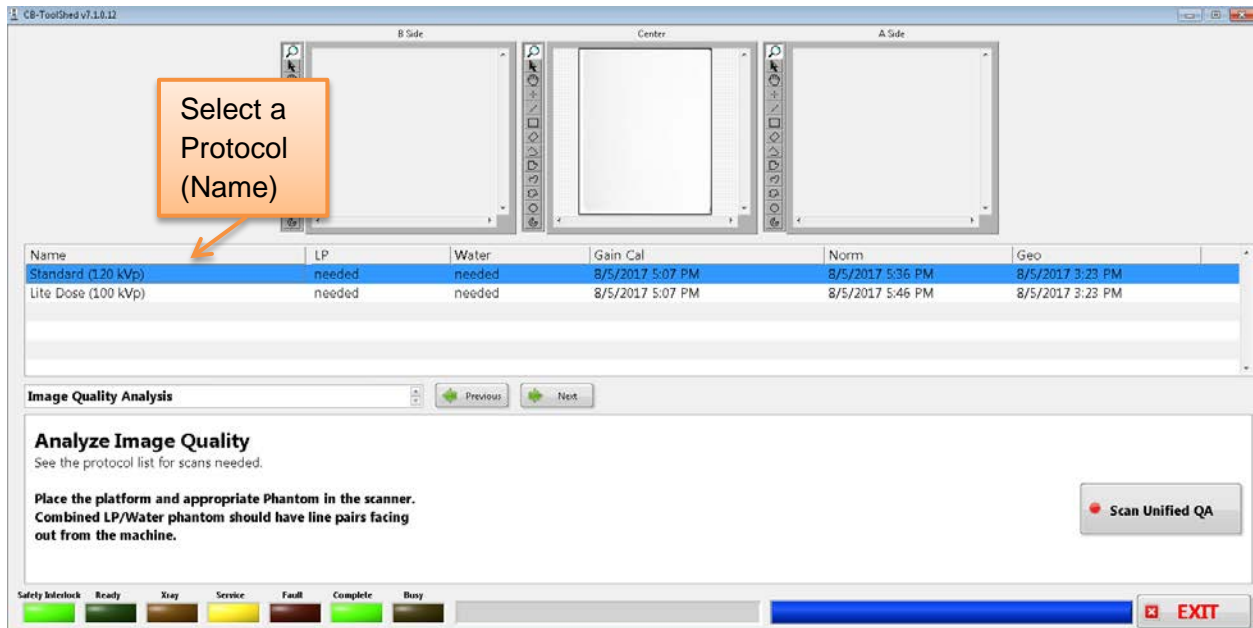 CB-ToolShed v7.1.0.12
B Side Center A Side
Select a
Protocol
(Name)
Name LP Water Gain Cal Norm Geo
Standard (120 kVp) needed needed 8/5/2017 5:07 PM 8/5/2017 5:36 PM 8/5/2017 3:23 PM
Lite Dose (100 kVp) needed needed 8/5/2017 5:07 PM 8/5/2017 5:46 PM 8/5/2017 3:23 PM
Image Quality Analysis Previous Next
Analyze Image Quality
See the protocol list for scans needed.
Place the platform and appropriate Phantom in the scanner.
Combined LP/Water phantom should have line pairs facing
out from the machine.
Scan Unified QA
Safety Interlock Ready Xray Service Fault Complete Busy
EXIT